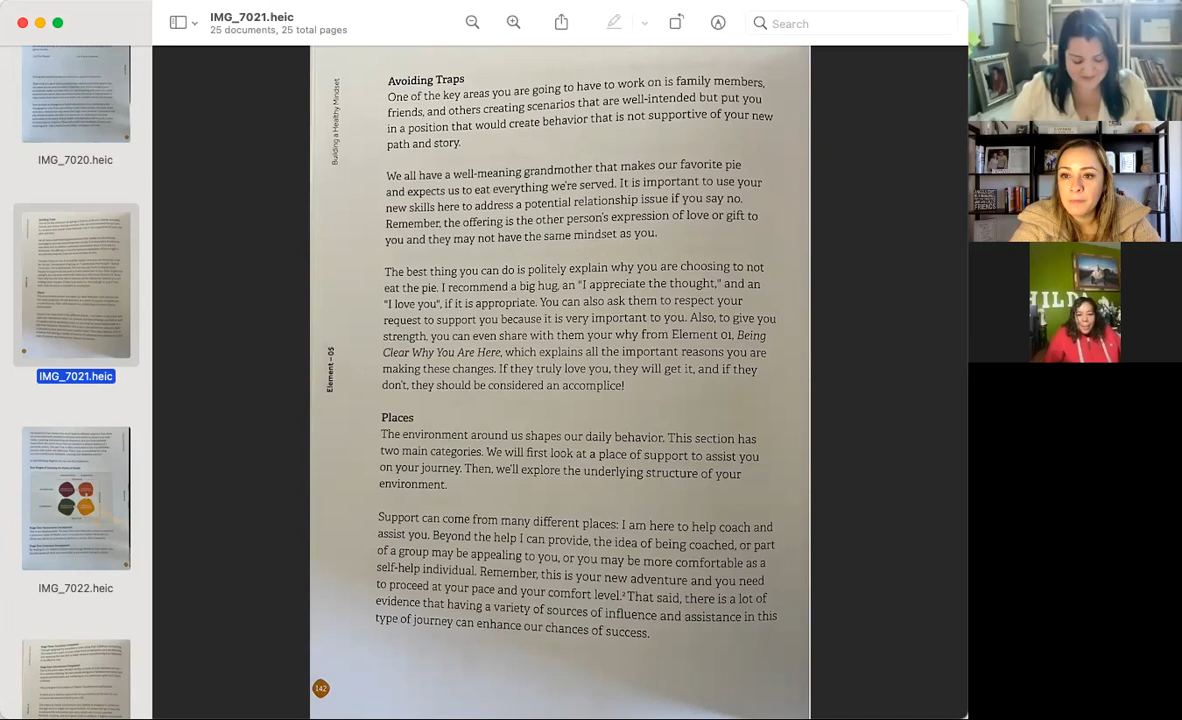 IMG_7021.heic
25 documents, 25 total pages
Search
IMG_7020.heic
IMG_7021.heic
IMG_7022.heic
Building a Healthy Mindset
Element – 05
Avoiding Traps
One of the key areas you are going to have to work on is family members,
friends, and others creating scenarios that are well-intended but put you
in a position that would create behavior that is not supportive of your new
path and story.
We all have a well-meaning grandmother that makes our favorite pie
and expects us to eat everything we're served. It is important to use your
new skills here to address a potential relationship issue if you say no.
Remember, the offering is the other person's expression of love or gift to
you and they may not have the same mindset as you.
The best thing you can do is politely explain why you are choosing to not
eat the pie. I recommend a big hug, an "I appreciate the thought," and an
"I love you", if it is appropriate. You can also ask them to respect your
request to support you because it is very important to you. Also, to give you
strength, you can even share with them your why from Element 01, Being
Clear Why You Are Here, which explains all the important reasons you are
making these changes. If they truly love you, they will get it, and if they
don't, they should be considered an accomplice!
Places
The environment around us shapes our daily behavior. This section has
two main categories. We will first look at a place of support to assist you
on your journey. Then, we'll explore the underlying structure of your
environment.
Support can come from many different places: I am here to help coach and
assist you. Beyond the help I can provide, the idea of being coached, or part
of a group may be appealing to you, or you may be more comfortable as a
self-help individual. Remember, this is your new adventure and you need
to proceed at your pace and your comfort level.² That said, there is a lot of
evidence that having a variety of sources of influence and assistance in this
type of journey can enhance our chances of success.
142